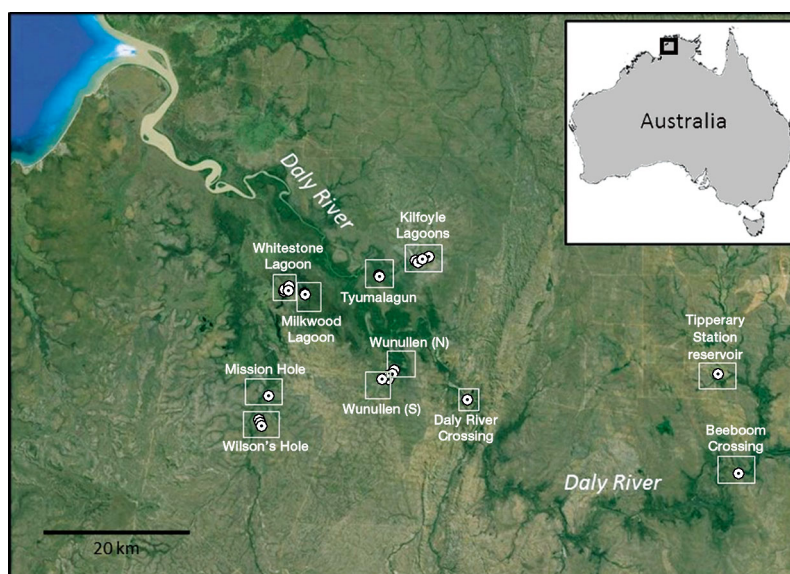 Australia
Daly River
Kilfoyle
Lagoons
Whitestone
Lagoon
Tyumalagun
Milkwood
Lagoon
Wunullen (N)
Tipperary
Station
reservoir
Mission Hole
Wunullen (S)
Daly River
Crossing
Wilson's Hole
Beeboom
Crossing
Daly River
20 km